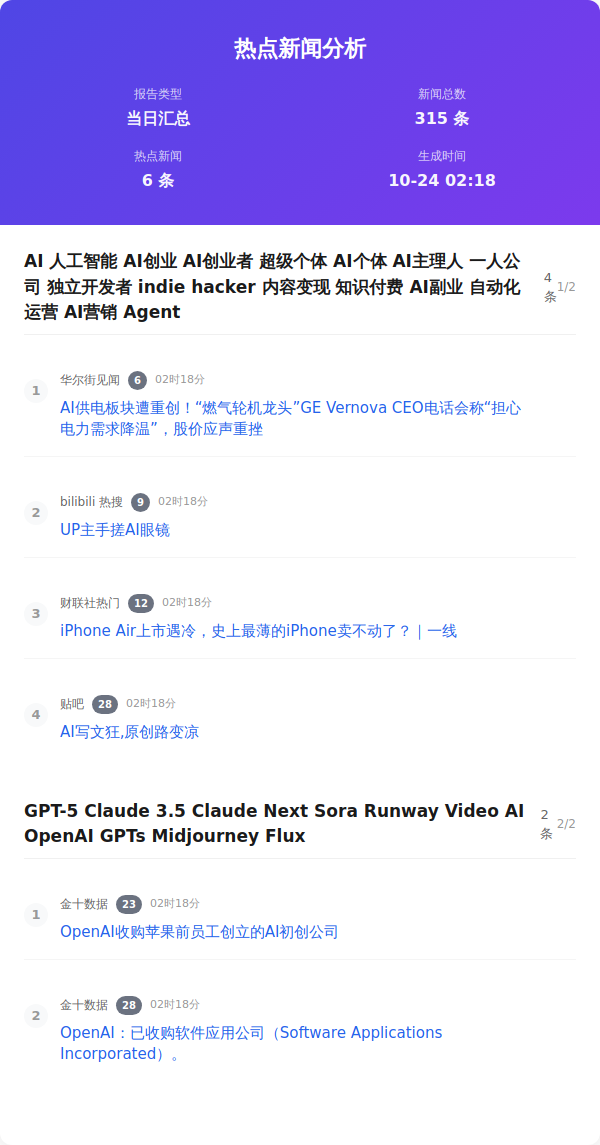 热点新闻分析
报告类型
当日汇总
新闻总数
315 条
热点新闻
6 条
生成时间
10-24 02:18
AI 人工智能 AI创业 AI创业者 超级个体 AI个体 AI主理人 一人公
司 独立开发者 indie hacker 内容变现 知识付费 AI副业 自动化
运营 AI营销 Agent
4
条
1/2
1
华尔街见闻 6 02时18分
AI供电板块遭重创！“燃气轮机龙头”GE Vernova CEO电话会称“担心
电力需求降温”，股价应声重挫
2
bilibili 热搜 9 02时18分
UP主手搓AI眼镜
3
财联社热门 12 02时18分
iPhone Air上市遇冷，史上最薄的iPhone卖不动了？｜一线
4
贴吧 28 02时18分
AI写文狂,原创路变凉
GPT-5 Claude 3.5 Claude Next Sora Runway Video AI
OpenAI GPTs Midjourney Flux
2
条
2/2
1
金十数据 23 02时18分
OpenAI收购苹果前员工创立的AI初创公司
2
金十数据 28 02时18分
OpenAI：已收购软件应用公司（Software Applications
Incorporated）。